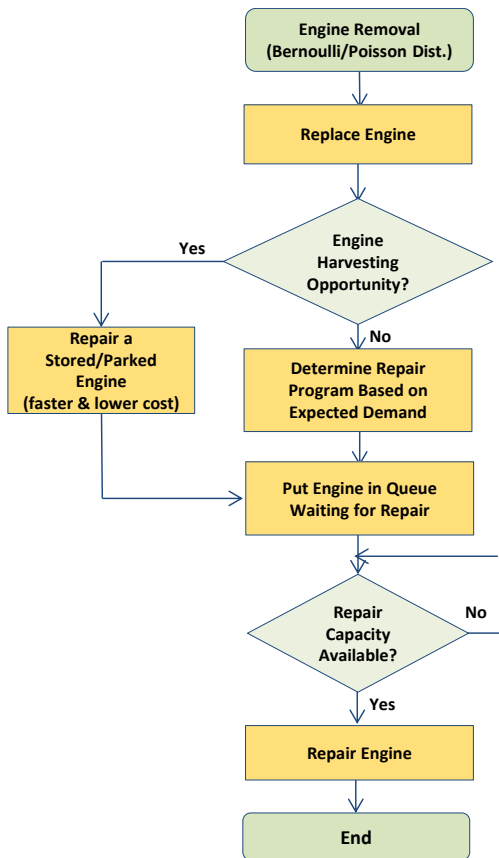 Engine Removal
(Bernoulli/Poisson Dist.)
Replace Engine
Yes
Engine
Harvesting
Opportunity?
No
Repair a
Stored/Parked
Engine
(faster & lower cost)
Determine Repair
Program Based on
Expected Demand
Put Engine in Queue
Waiting for Repair
Repair
Capacity
Available?
No
Yes
Repair Engine
End